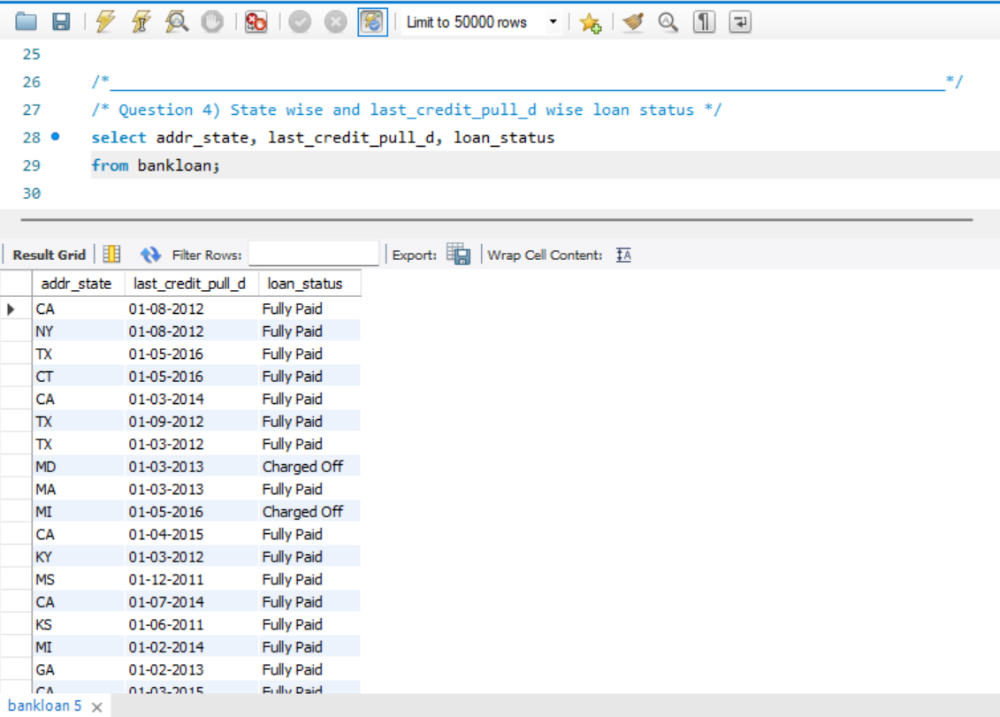 Limit to 50000 rows
25
26 /*______________________________________________________________*/
27 /* Question 4) State wise and last_credit_pull_d wise loan status */
28 select addr_state, last_credit_pull_d, loan_status
29 from bankloan;
30
Result Grid Filter Rows: Export: Wrap Cell Content: IA
addr_state last_credit_pull_d loan_status
CA 01-08-2012 Fully Paid
NY 01-08-2012 Fully Paid
TX 01-05-2016 Fully Paid
CT 01-05-2016 Fully Paid
CA 01-03-2014 Fully Paid
TX 01-09-2012 Fully Paid
TX 01-03-2012 Fully Paid
MD 01-03-2013 Charged Off
MA 01-03-2013 Fully Paid
MI 01-05-2016 Charged Off
CA 01-04-2015 Fully Paid
KY 01-03-2012 Fully Paid
MS 01-12-2011 Fully Paid
CA 01-07-2014 Fully Paid
KS 01-06-2011 Fully Paid
MI 01-02-2014 Fully Paid
GA 01-02-2013 Fully Paid
CA 01-03-2015 Fully Paid
bankloan 5